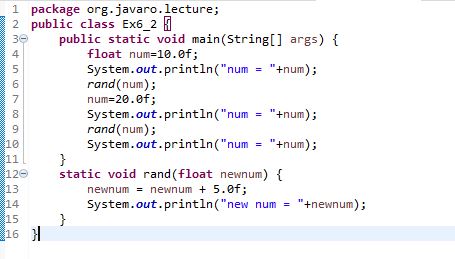 1 package org.javaro.lecture;
2 public class Ex6_2 {
3 public static void main(String[] args) {
4 float num=10.0f;
5 System.out.println("num = "+num);
6 rand(num);
7 num=20.0f;
8 System.out.println("num = "+num);
9 rand(num);
10 System.out.println("num = "+num);
11 }
12 static void rand(float newnum) {
13 newnum = newnum + 5.0f;
14 System.out.println("new num = "+newnum);
15 }
16 }